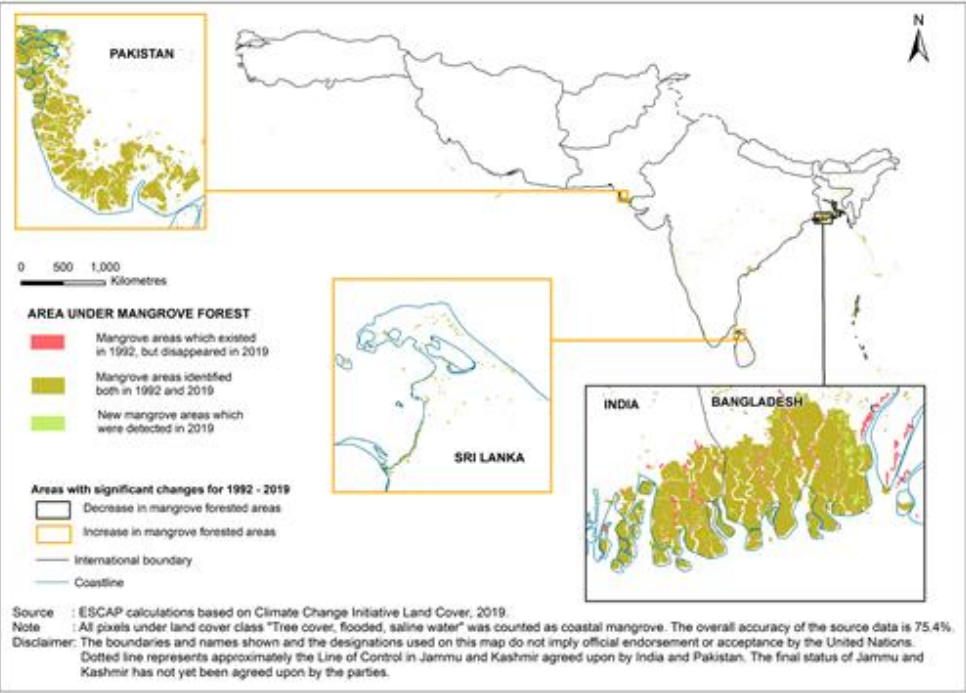 PAKISTAN
N
0 500 1,000
Kilometres
AREA UNDER MANGROVE FOREST
Mangrove areas which existed
in 1992, but disappeared in 2019
Mangrove areas identified
both in 1992 and 2019
New mangrove areas which
were detected in 2019
SRI LANKA
INDIA
BANGLADESH
Areas with significant changes for 1992 - 2019
Decrease in mangrove forested areas
Increase in mangrove forested areas
International boundary
Coastline
Source : ESCAP calculations based on Climate Change Initiative Land Cover, 2019.
Note : All pixels under land cover class "Tree cover, flooded, saline water" was counted as coastal mangrove. The overall accuracy of the source data is 75.4%.
Disclaimer: The boundaries and names shown and the designations used on this map do not imply official endorsement or acceptance by the United Nations.
Dotted line represents approximately the Line of Control in Jammu and Kashmir agreed upon by India and Pakistan. The final status of Jammu and
Kashmir has not yet been agreed upon by the parties.